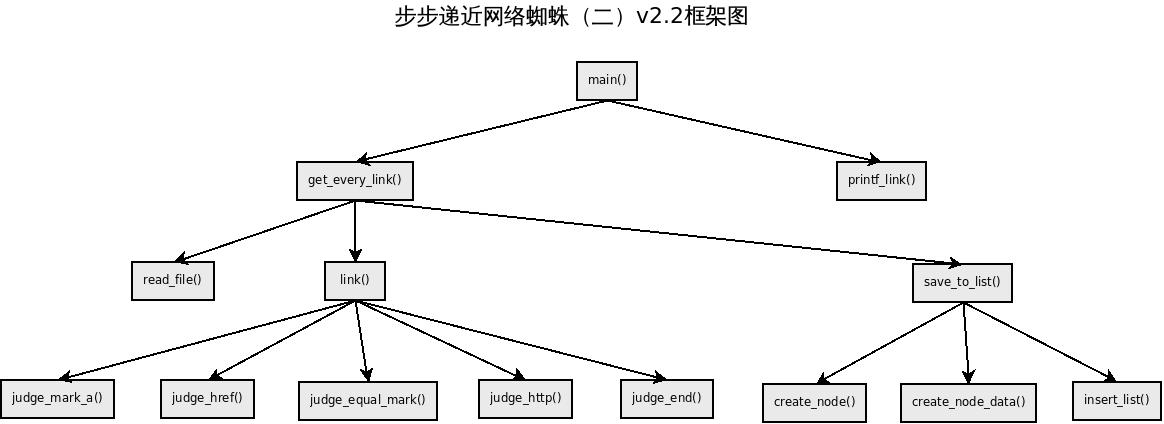 步步递近网络蜘蛛（二）v2.2框架图
main()
get_every_link()
printf_link()
read_file()
link()
save_to_list()
judge_mark_a()
judge_href()
judge_equal_mark()
judge_http()
judge_end()
create_node()
create_node_data()
insert_list()